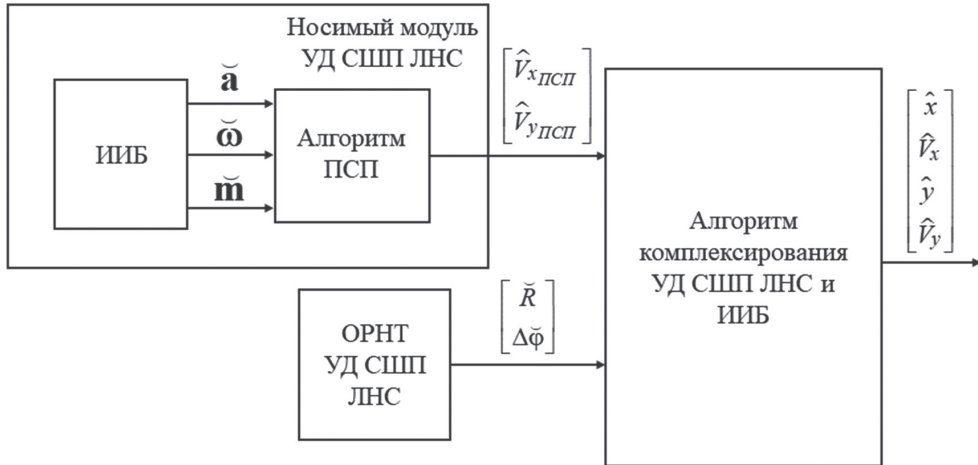 Носимый модуль
УД СШП ЛНС
ИИБ
ă
ω̆
m̆
Алгоритм
ПСП
V̂xПСП
V̂yПСП
ОРНТ
УД СШП
ЛНС
R̆
Δφ̆
Алгоритм
комплексирования
УД СШП ЛНС и
ИИБ
x̂
V̂x
ŷ
V̂y